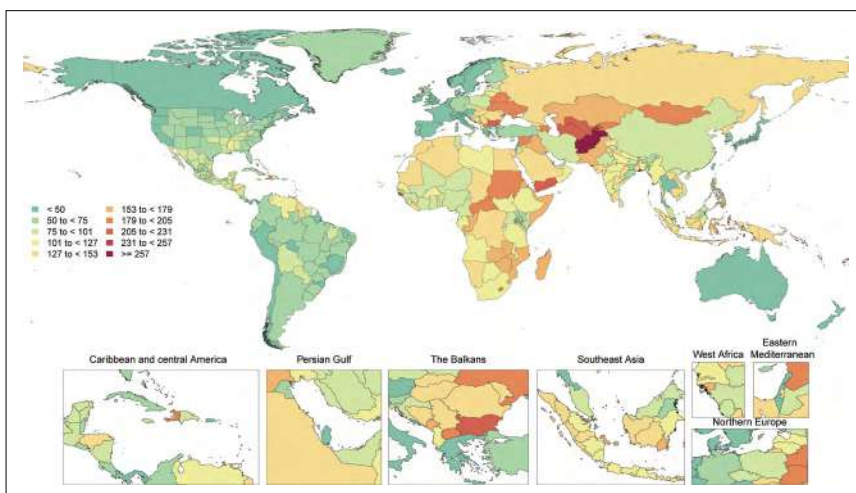 < 50
50 to < 75
75 to < 101
101 to < 127
127 to < 153
153 to < 179
179 to < 205
205 to < 231
231 to < 257
>= 257
Caribbean and central America
Persian Gulf
The Balkans
Southeast Asia
West Africa
Eastern
Mediterranean
Northern Europe